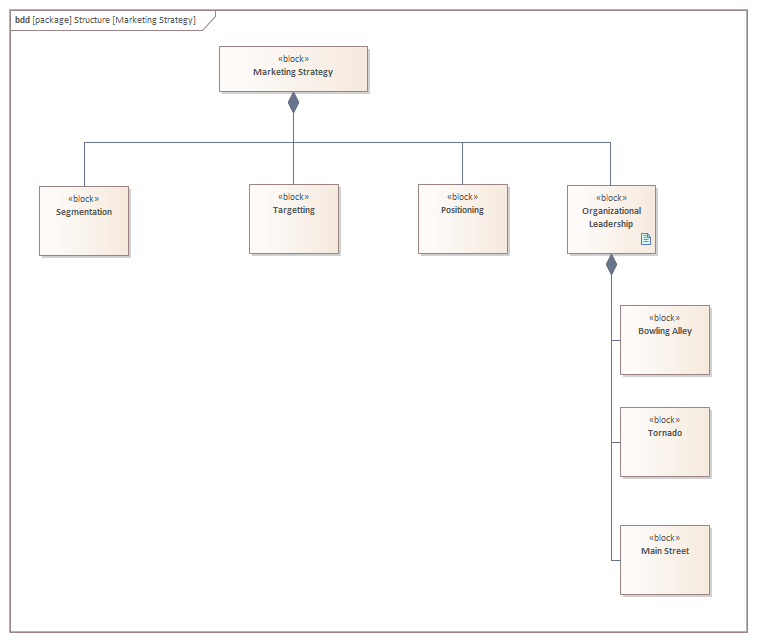 bdd [package] Structure [Marketing Strategy]
«block»
Marketing Strategy
«block»
Segmentation
«block»
Targetting
«block»
Positioning
«block»
Organizational
Leadership
«block»
Bowling Alley
«block»
Tornado
«block»
Main Street